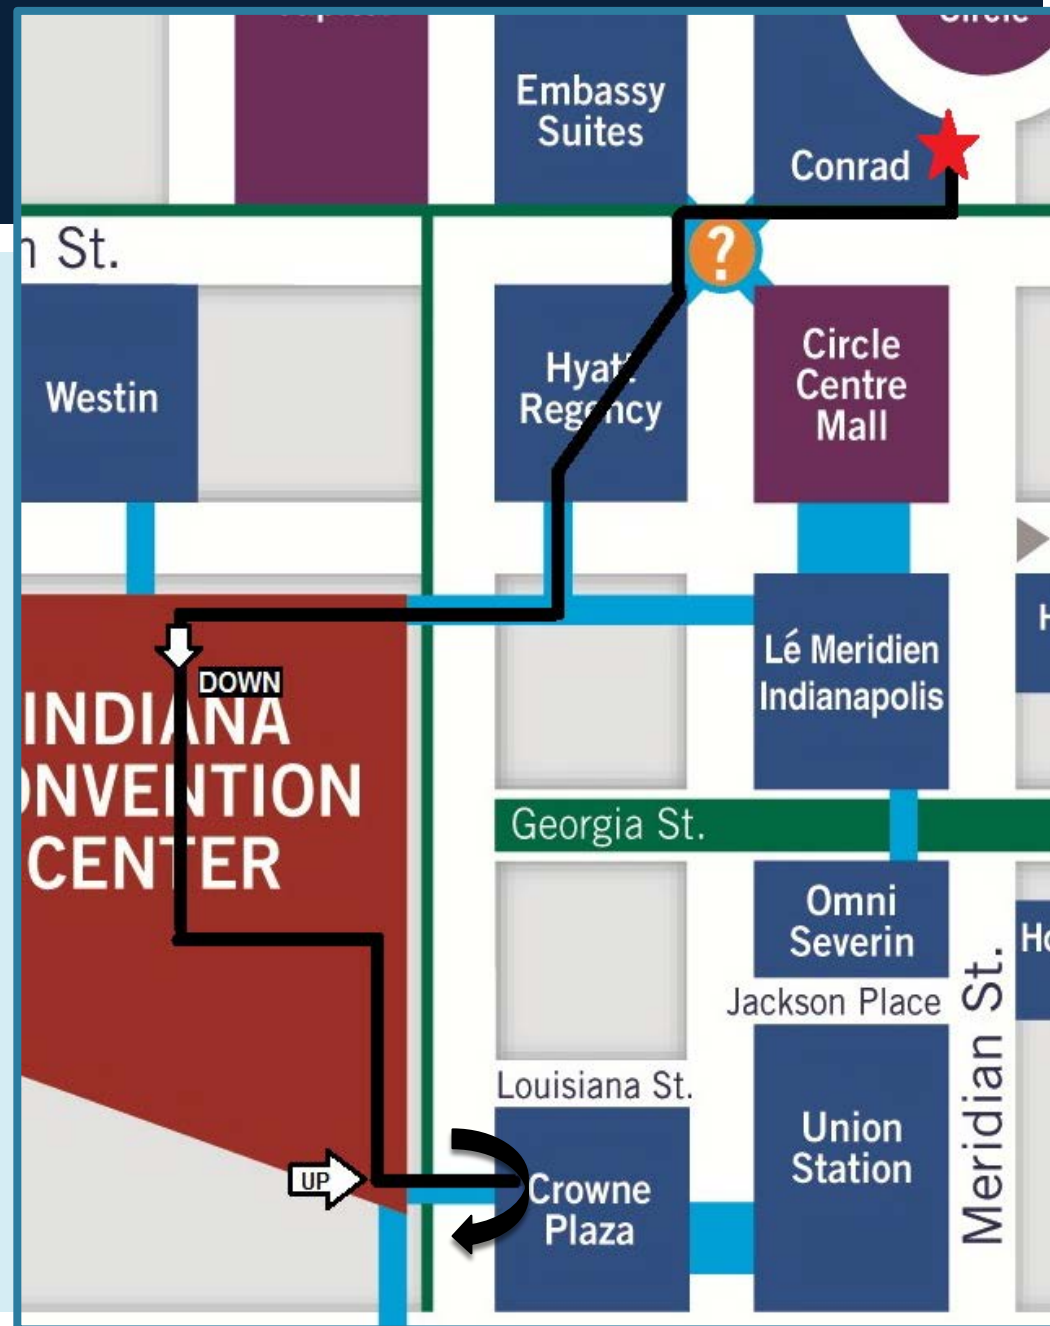 Circle
Embassy
Suites
Conrad
?
St.
Westin
Hyatt
Regency
Circle
Centre
Mall
DOWN
INDIANA
CENTER
Lé Meridien
Indianapolis
Georgia St.
Omni
Severin
Jackson Place
Meridian St.
Louisiana St.
UP
Crowne
Plaza
Union
Station